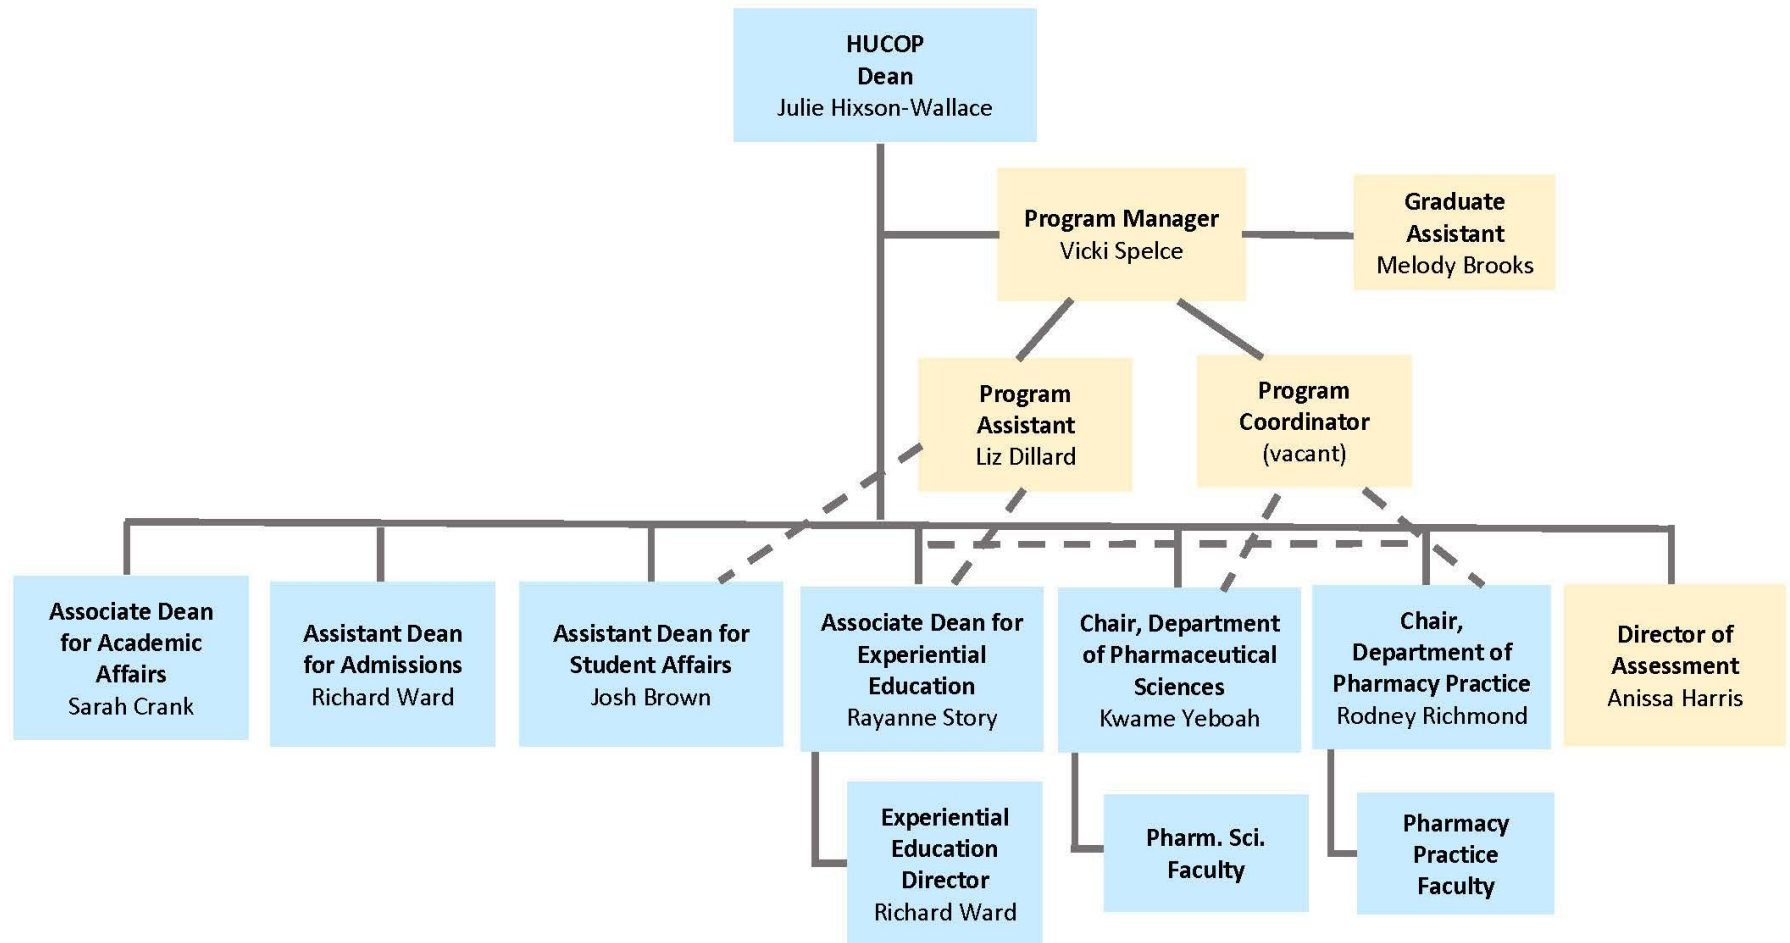 HUCOP
Dean
Julie Hixson-Wallace
Program Manager
Vicki Spelce
Graduate
Assistant
Melody Brooks
Program
Assistant
Liz Dillard
Program
Coordinator
(vacant)
Associate Dean
for Academic
Affairs
Sarah Crank
Assistant Dean
for Admissions
Richard Ward
Assistant Dean for
Student Affairs
Josh Brown
Associate Dean for
Experiential
Education
Rayanne Story
Chair, Department
of Pharmaceutical
Sciences
Kwame Yeboah
Chair,
Department of
Pharmacy Practice
Rodney Richmond
Director of
Assessment
Anissa Harris
Experiential
Education
Director
Richard Ward
Pharm. Sci.
Faculty
Pharmacy
Practice
Faculty